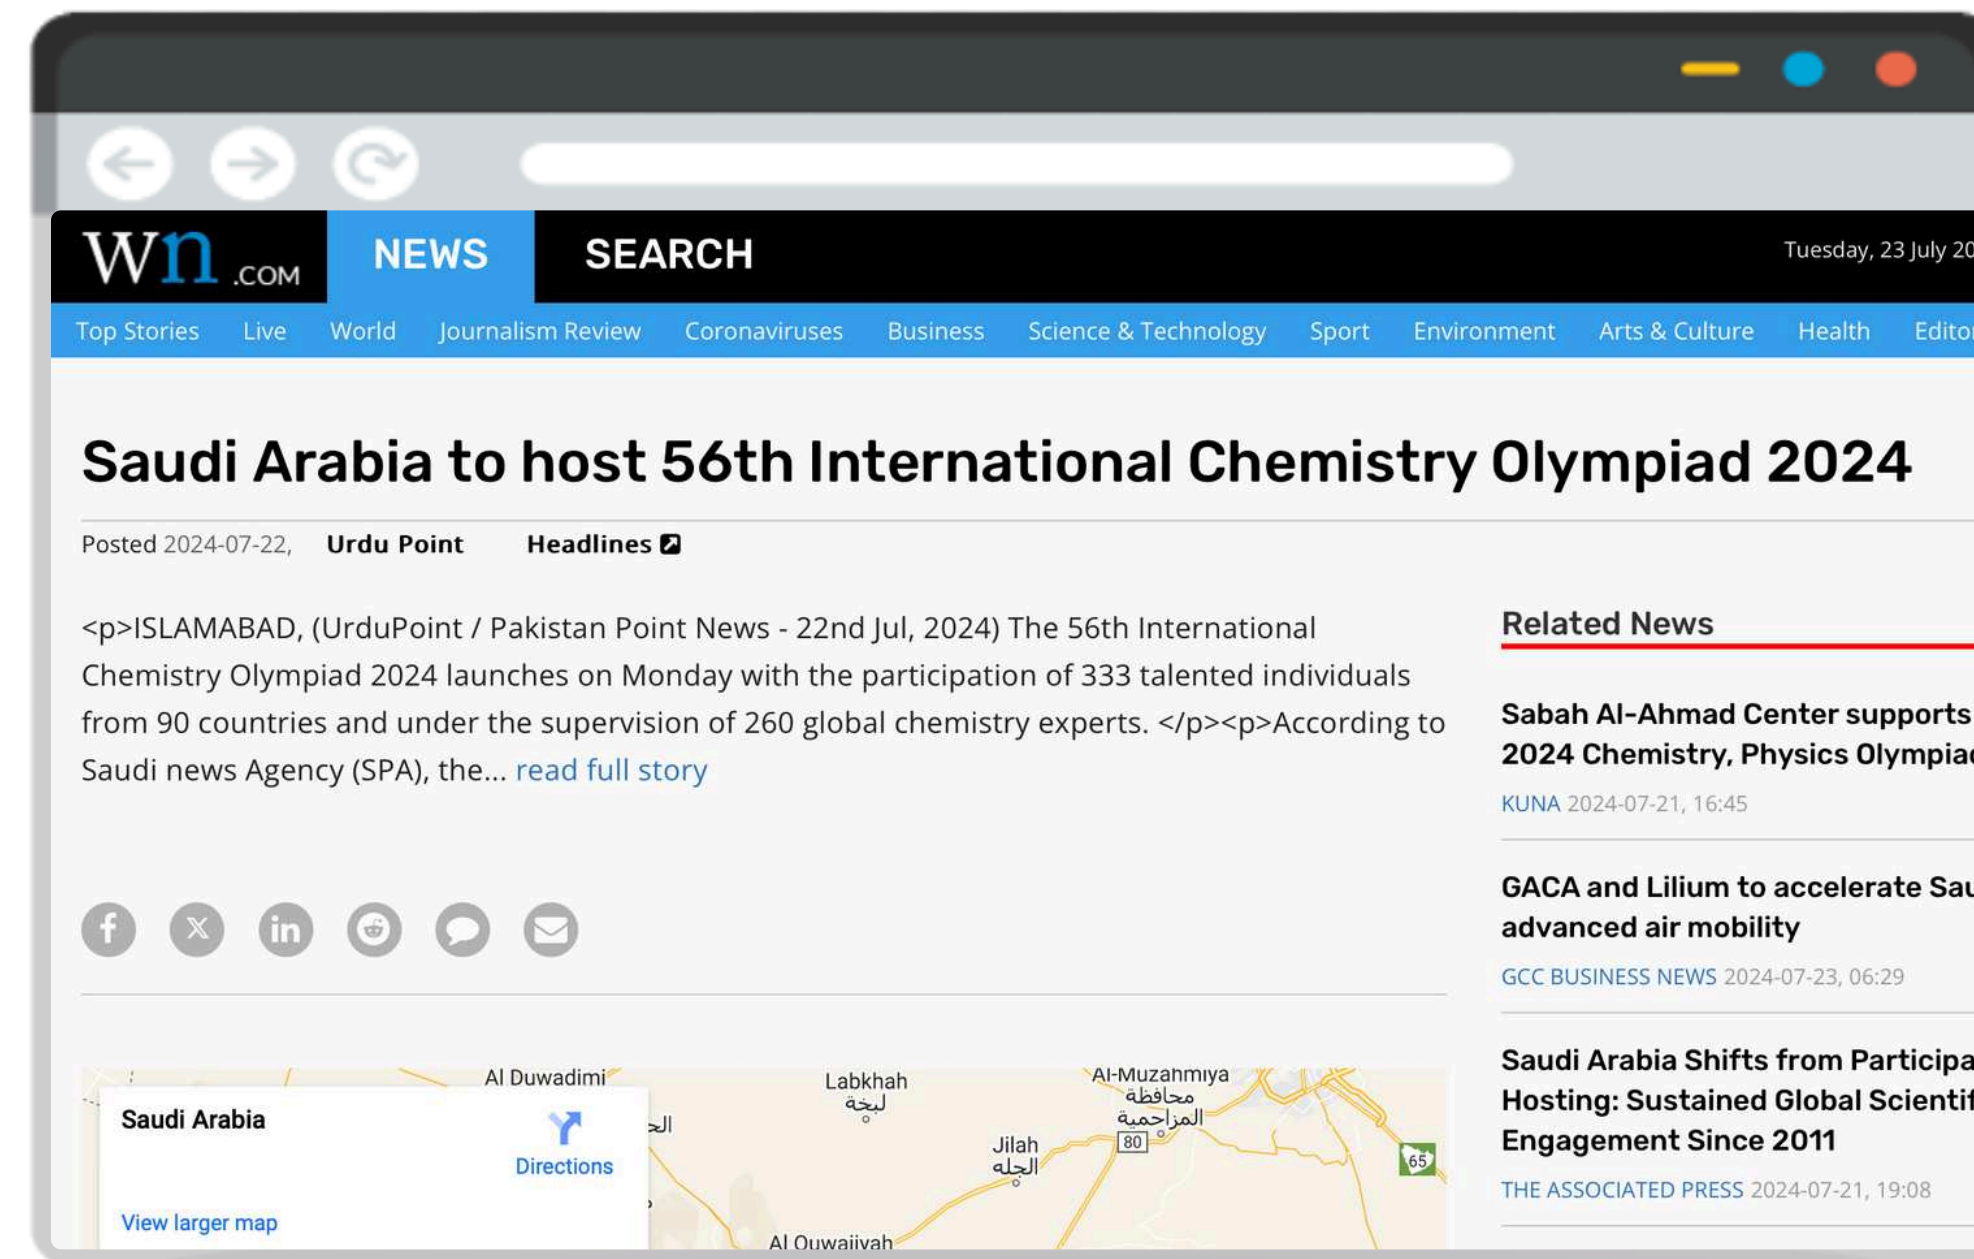 Wn .COM
NEWS
SEARCH
Tuesday, 23 July 20
Top Stories Live World Journalism Review Coronaviruses Business Science & Technology Sport Environment Arts & Culture Health Editor
Saudi Arabia to host 56th International Chemistry Olympiad 2024
Posted 2024-07-22, Urdu Point Headlines
<p>ISLAMABAD, (UrduPoint / Pakistan Point News - 22nd Jul, 2024) The 56th International
Chemistry Olympiad 2024 launches on Monday with the participation of 333 talented individuals
from 90 countries and under the supervision of 260 global chemistry experts. </p><p>According to
Saudi news Agency (SPA), the... read full story
Related News
Sabah Al-Ahmad Center supports
2024 Chemistry, Physics Olympiad
KUNA 2024-07-21, 16:45
GACA and Lilium to accelerate Sau
advanced air mobility
GCC BUSINESS NEWS 2024-07-23, 06:29
Saudi Arabia Shifts from Participa
Hosting: Sustained Global Scientif
Engagement Since 2011
THE ASSOCIATED PRESS 2024-07-21, 19:08
Saudi Arabia
Directions
View larger map
Al Duwadimi
الد
Labkhah
لبخة
Al-Muzahmiya
محافظة
المزاحمية
80
Jilah
الجله
65
Al Quwaiiyah